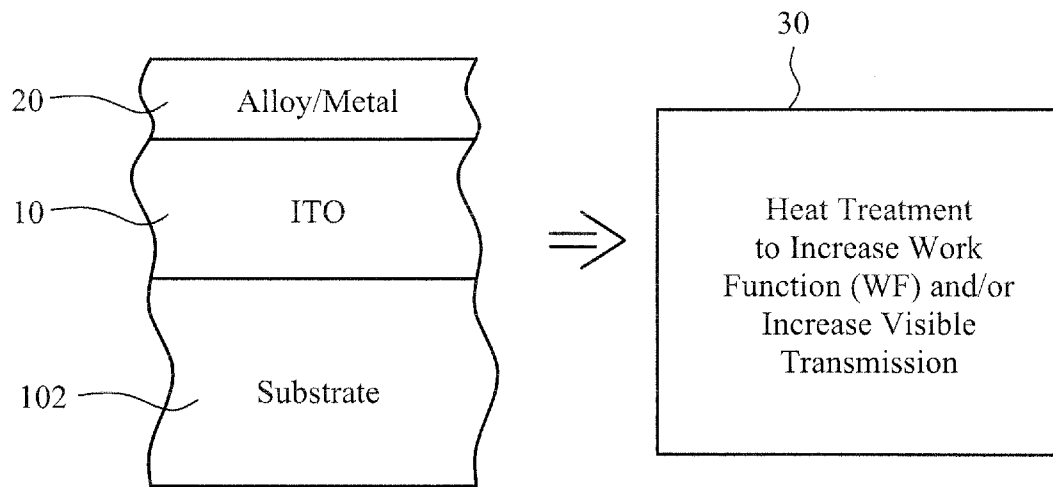 30
20
Alloy/Metal
10
ITO
102
Substrate
Heat Treatment
to Increase Work
Function (WF) and/or
Increase Visible
Transmission